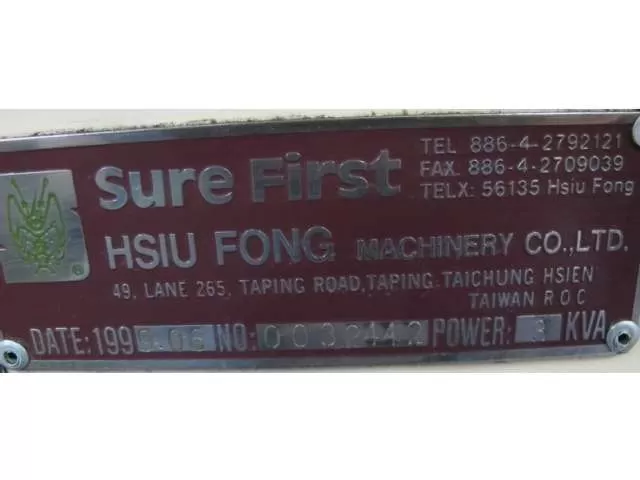 TEL 886-4-2792121
Sure First
FAX. 886-4-2709039
TELX: 56135 Hsiu Fong
®
HSIU FONG MACHINERY CO.,LTD.
49, LANE 265, TAPING ROAD, TAPING TAICHUNG HSIEN
TAIWAN R O C
DATE: 199 NO: POWER: KVA